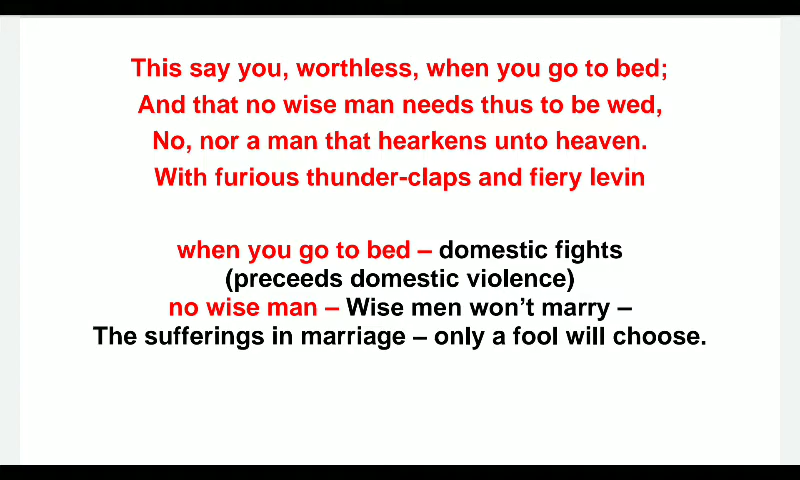 This say you, worthless, when you go to bed;
And that no wise man needs thus to be wed,
No, nor a man that hearkens unto heaven.
With furious thunder-claps and fiery levin
when you go to bed – domestic fights
(preceeds domestic violence)
no wise man – Wise men won’t marry –
The sufferings in marriage – only a fool will choose.